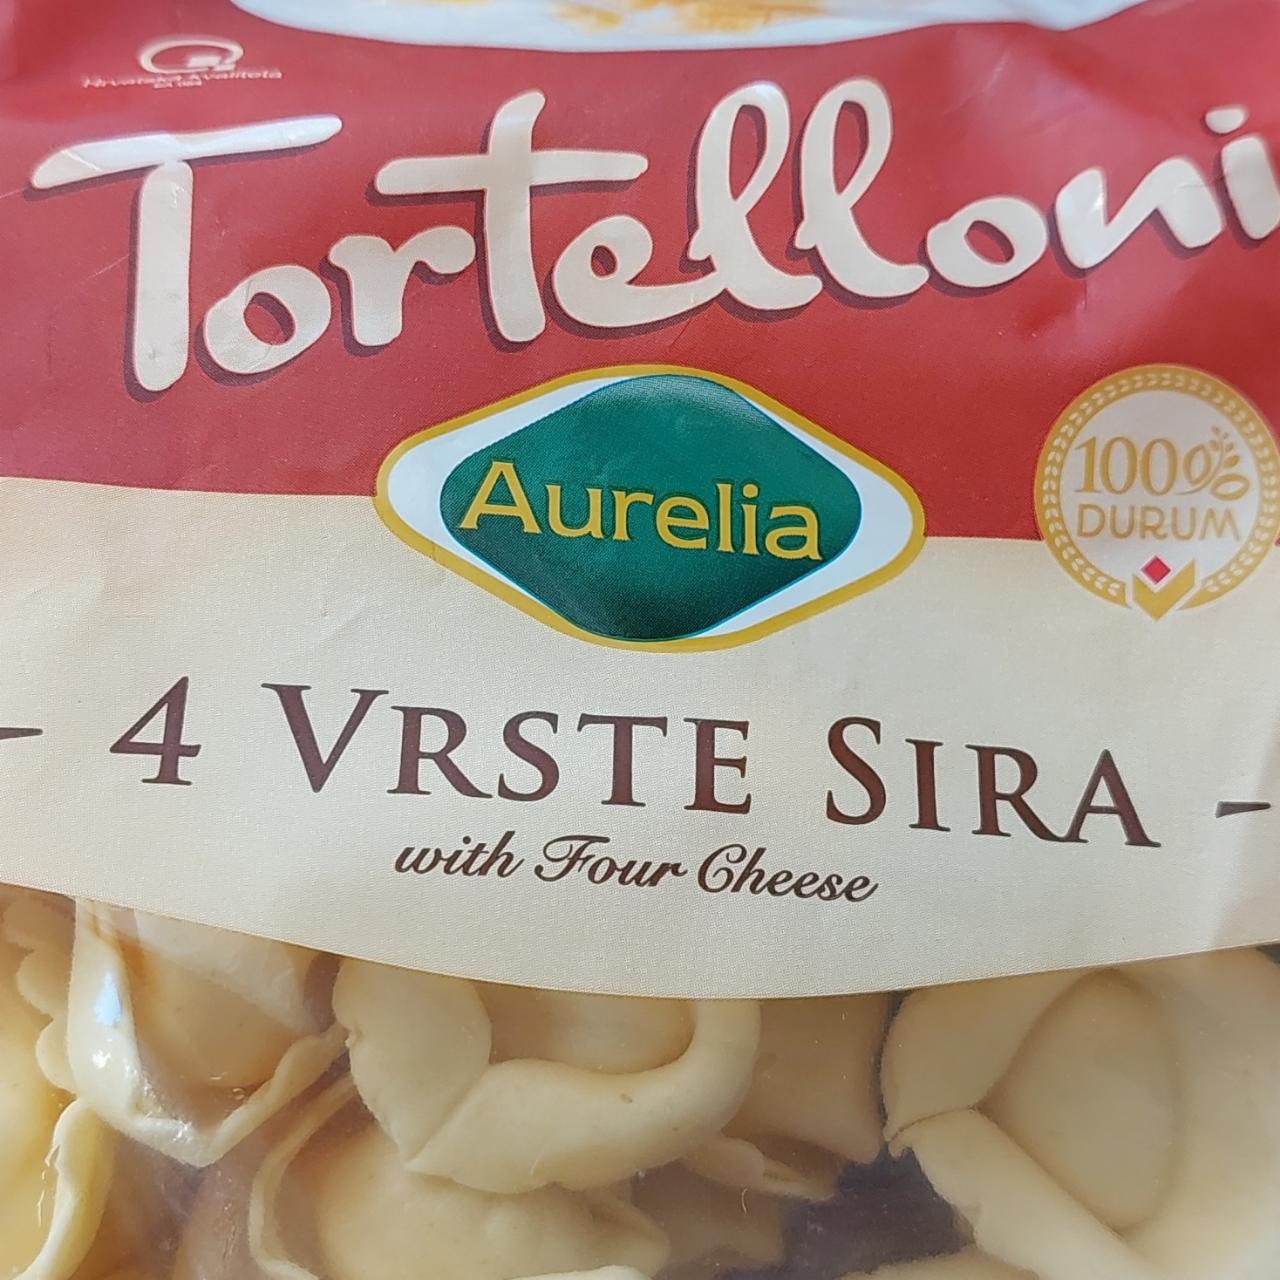 Hrvatska kvaliteta
Tortelloni
Aurelia
100%
DURUM
- 4 VRSTE SIRA -
with Four Cheese